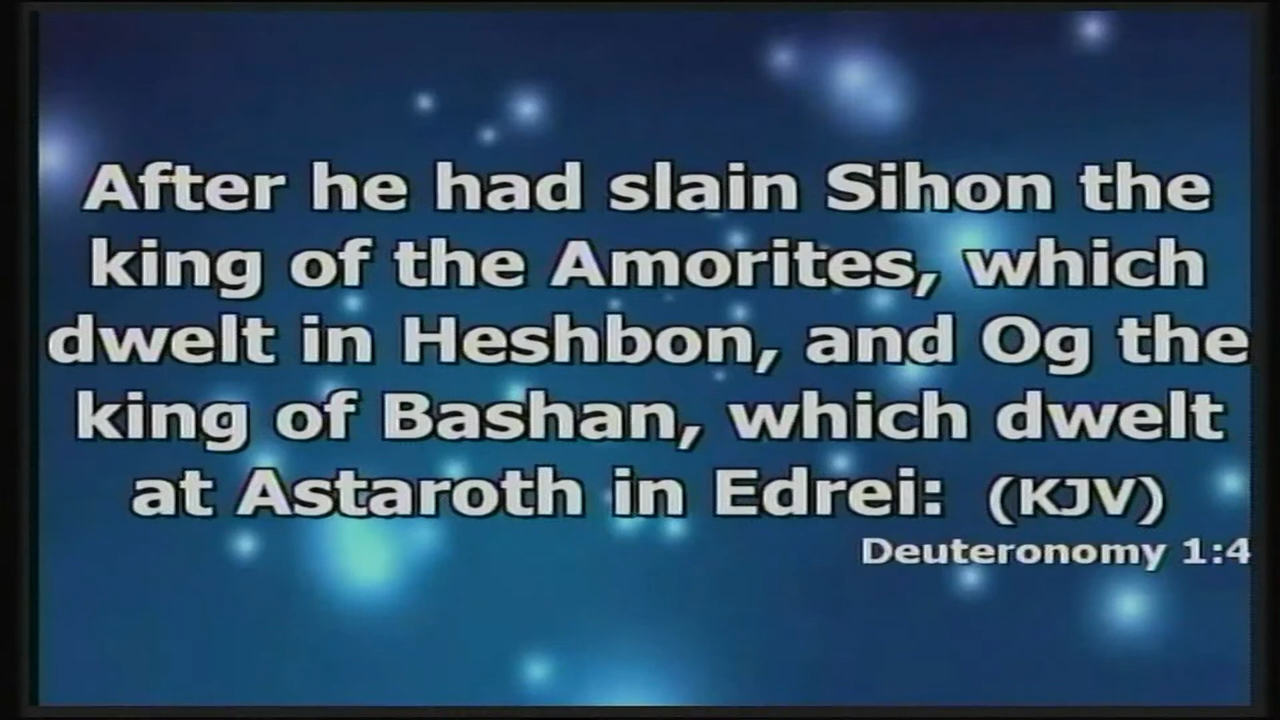 After he had slain Sihon the
king of the Amorites, which
dwelt in Heshbon, and Og the
king of Bashan, which dwelt
at Astaroth in Edrei: (KJV)
Deuteronomy 1:4